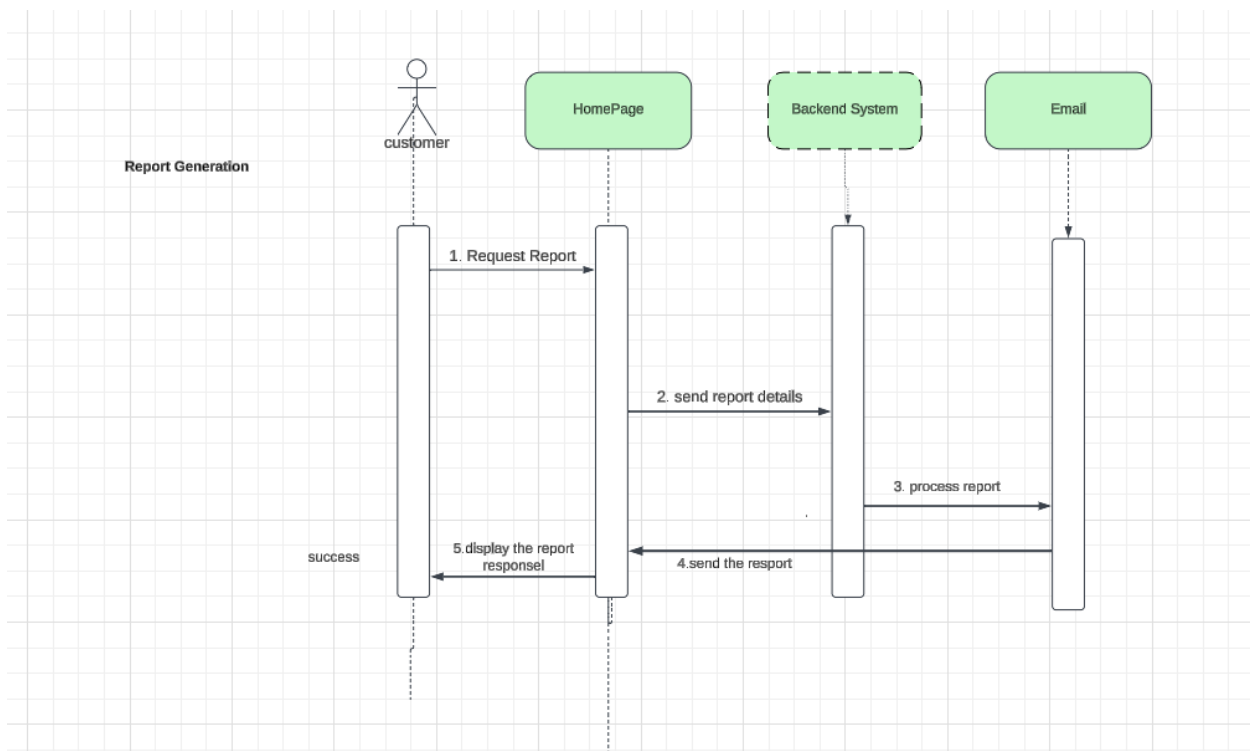 HomePage
Backend System
Email
customer
Report Generation
1. Request Report
2. send report details
3. process report
5.display the report
responsel
success
4.send the resport